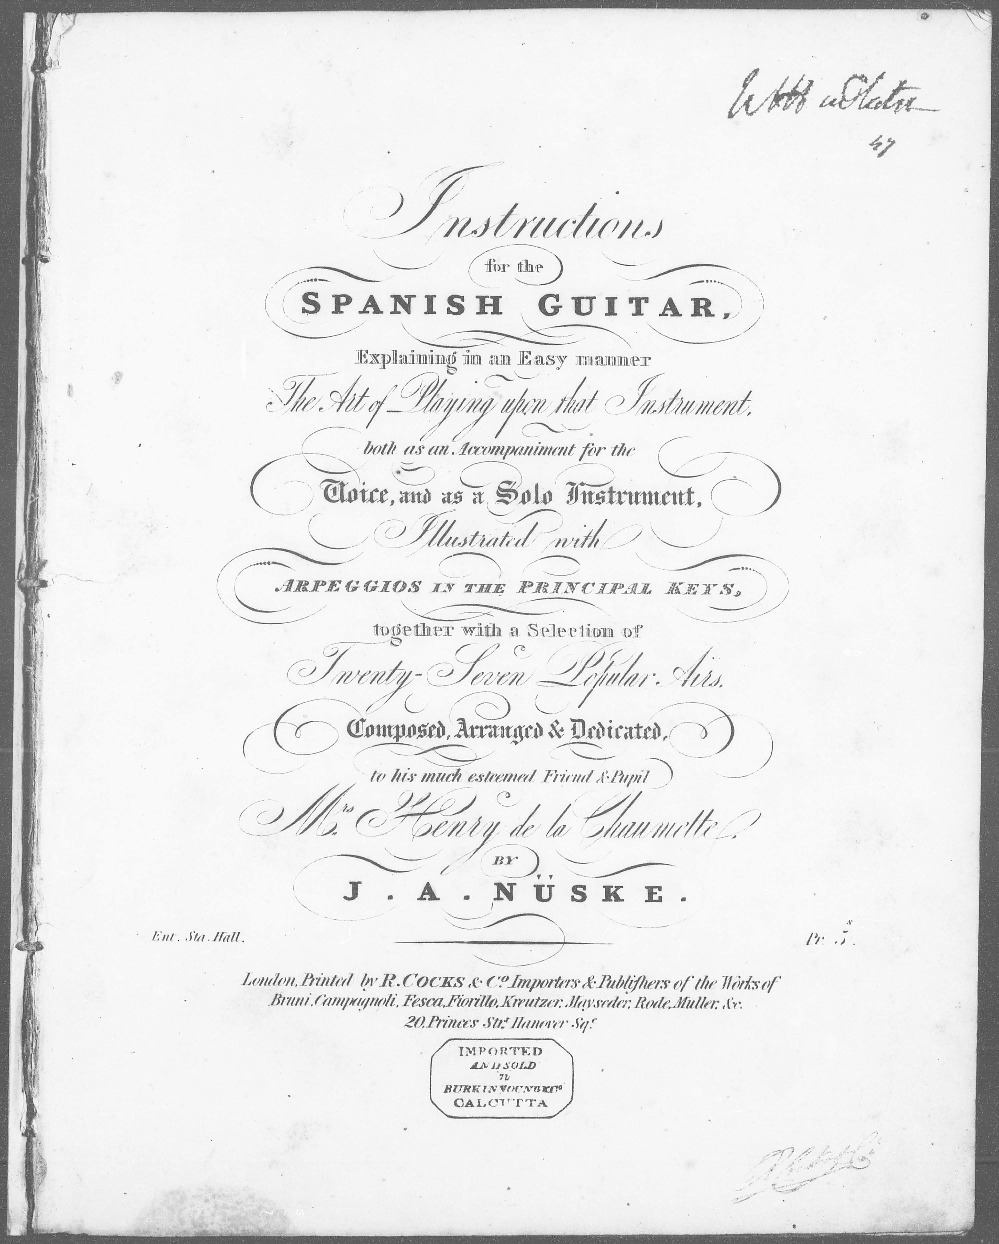 47
Instructions
for the
SPANISH GUITAR,
Explaining in an Easy manner
The Art of Playing upon that Instrument,
both as an Accompaniment for the
Voice, and as a Solo Instrument,
Illustrated with
ARPEGGIOS IN THE PRINCIPAL KEYS,
together with a Selection of
Twenty-Seven Popular Airs.
Composed, Arranged & Dedicated,
to his much esteemed Friend & Pupil
Mrs. Henry de la Chaumette.
BY
J. A. NÜSKE.
Ent. Sta. Hall.
Pr. 5s.
London, Printed by R. COCKS & Co. Importers & Publishers of the Works of
Bruni, Campagnoli, Fesca, Fiorillo, Kreutzer, Mayseder, Rode, Muller, &c.
20, Princes Strt. Hanover Sqe.
IMPORTED
AND SOLD
BURKINYOUNG & Co
CALCUTTA